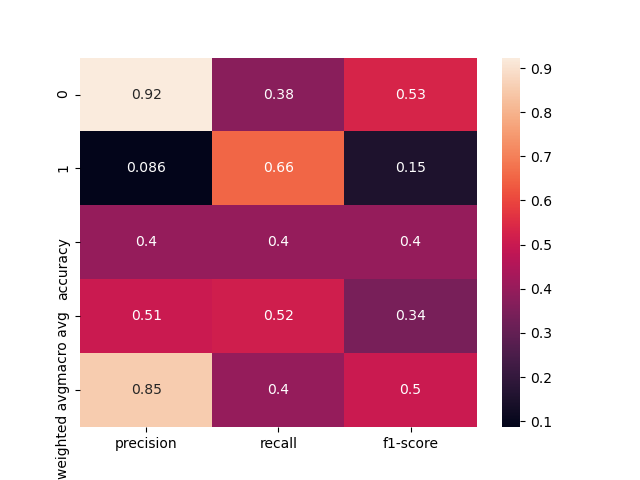 0 0.92 0.38 0.53
1 0.086 0.66 0.15
accuracy 0.4 0.4 0.4
macro avg 0.51 0.52 0.34
weighted avg 0.85 0.4 0.5
precision recall f1-score
0.9
0.8
0.7
0.6
0.5
0.4
0.3
0.2
0.1